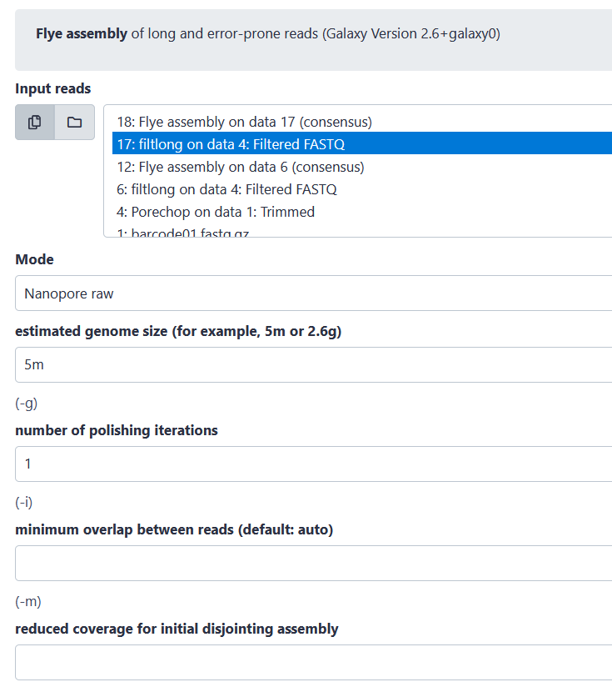 Flye assembly of long and error-prone reads (Galaxy Version 2.6+galaxy0)
Input reads
18: Flye assembly on data 17 (consensus)
17: filtlong on data 4: Filtered FASTQ
12: Flye assembly on data 6 (consensus)
6: filtlong on data 4: Filtered FASTQ
4: Porechop on data 1: Trimmed
1: barcode01.fastq.gz
Mode
Nanopore raw
estimated genome size (for example, 5m or 2.6g)
5m
(-g)
number of polishing iterations
1
(-i)
minimum overlap between reads (default: auto)
(-m)
reduced coverage for initial disjointing assembly